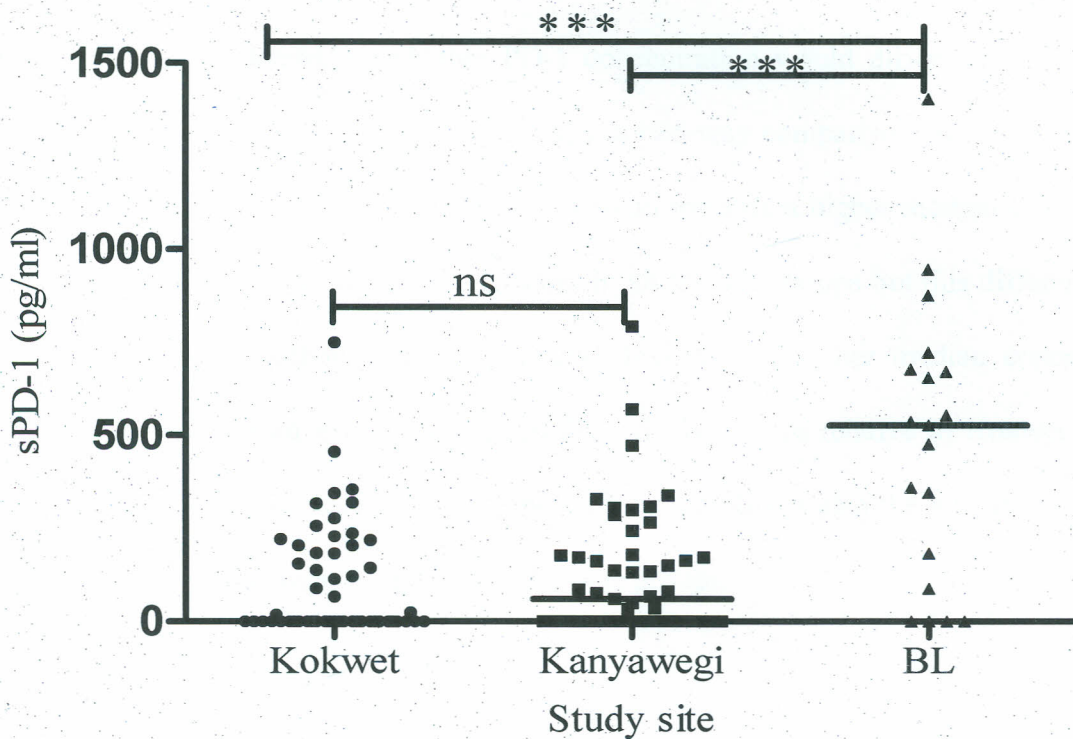 ***
1500
***
1000
ns
500
0
sPD-1 (pg/ml)
Kokwet Kanyawegi BL
Study site